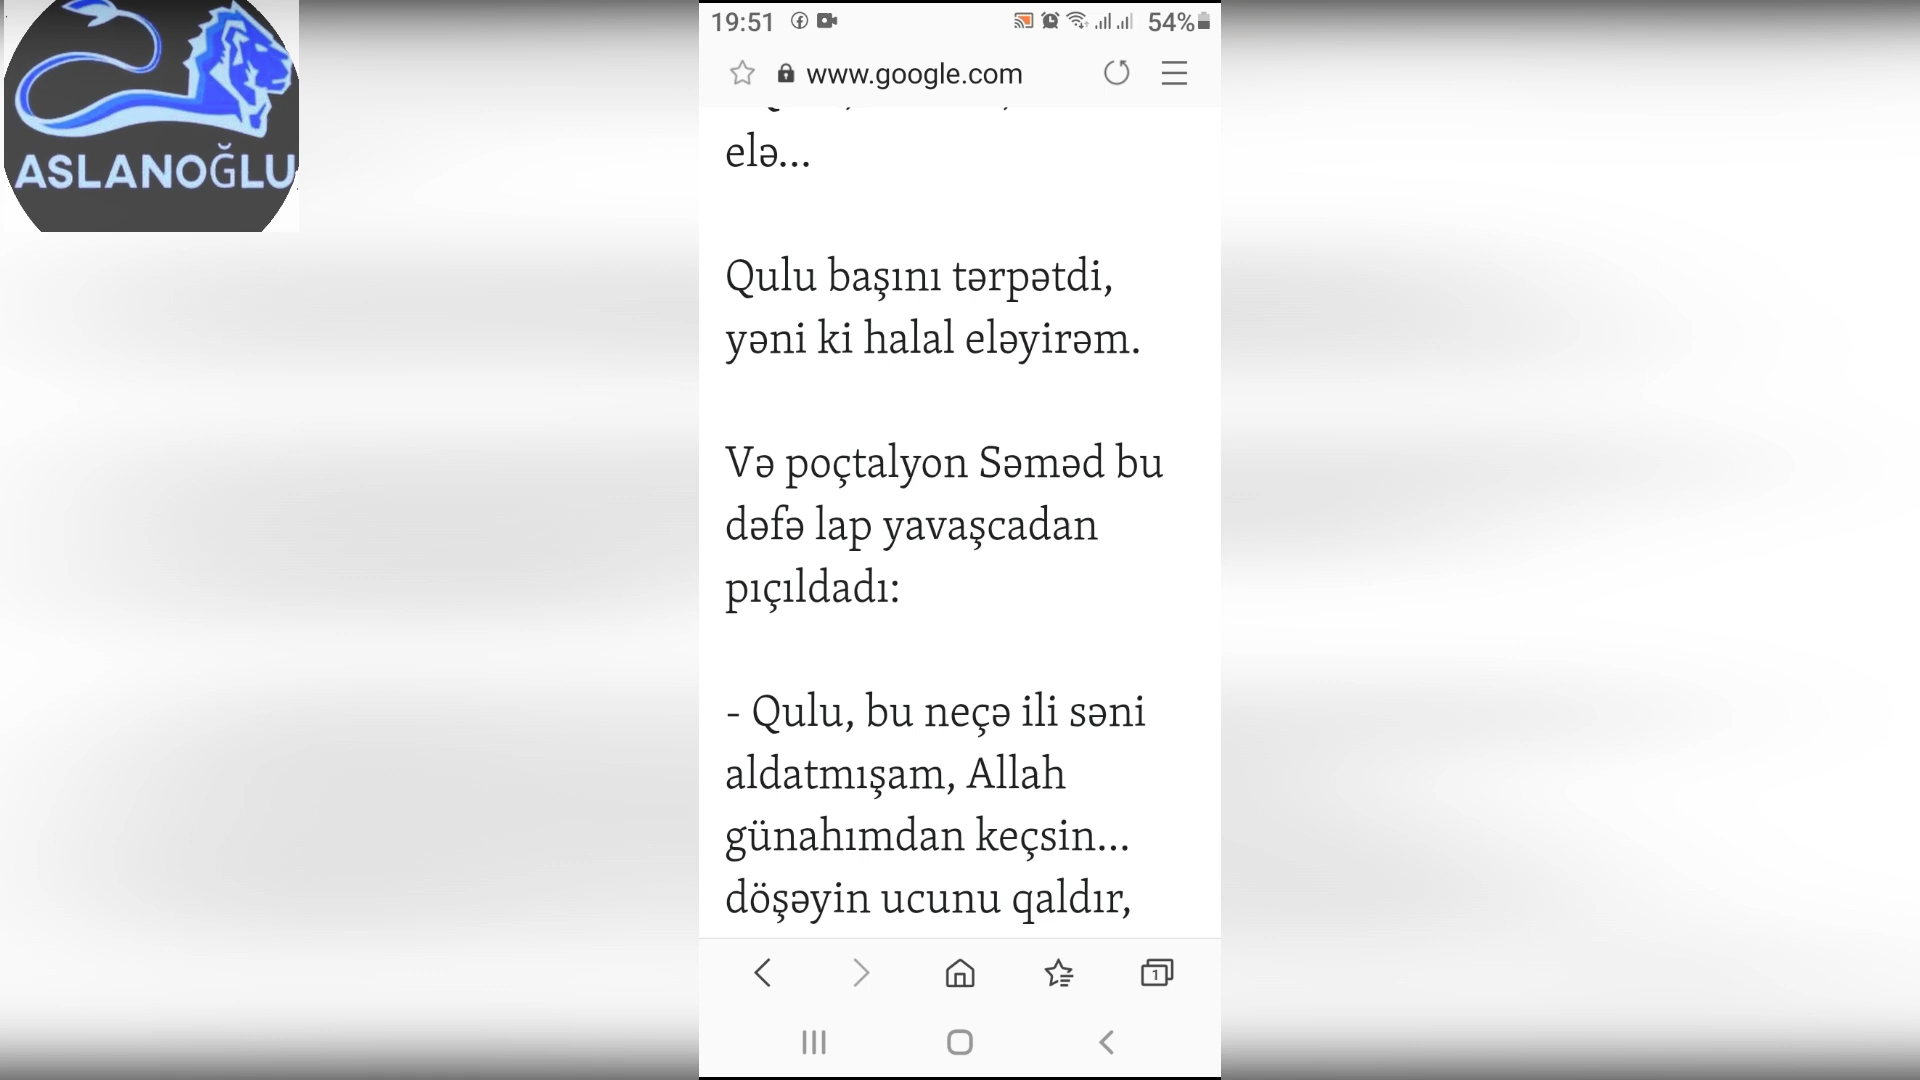 ASLANOĞLU
19:51
54%
www.google.com
elə...
Qulu başını tərpətdi,
yəni ki halal eləyirəm.
Və poçtalyon Səməd bu
dəfə lap yavaşcadan
pıçıldadı:
- Qulu, bu neçə ili səni
aldatmışam, Allah
günahımdan keçsin...
döşəyin ucunu qaldır,
1